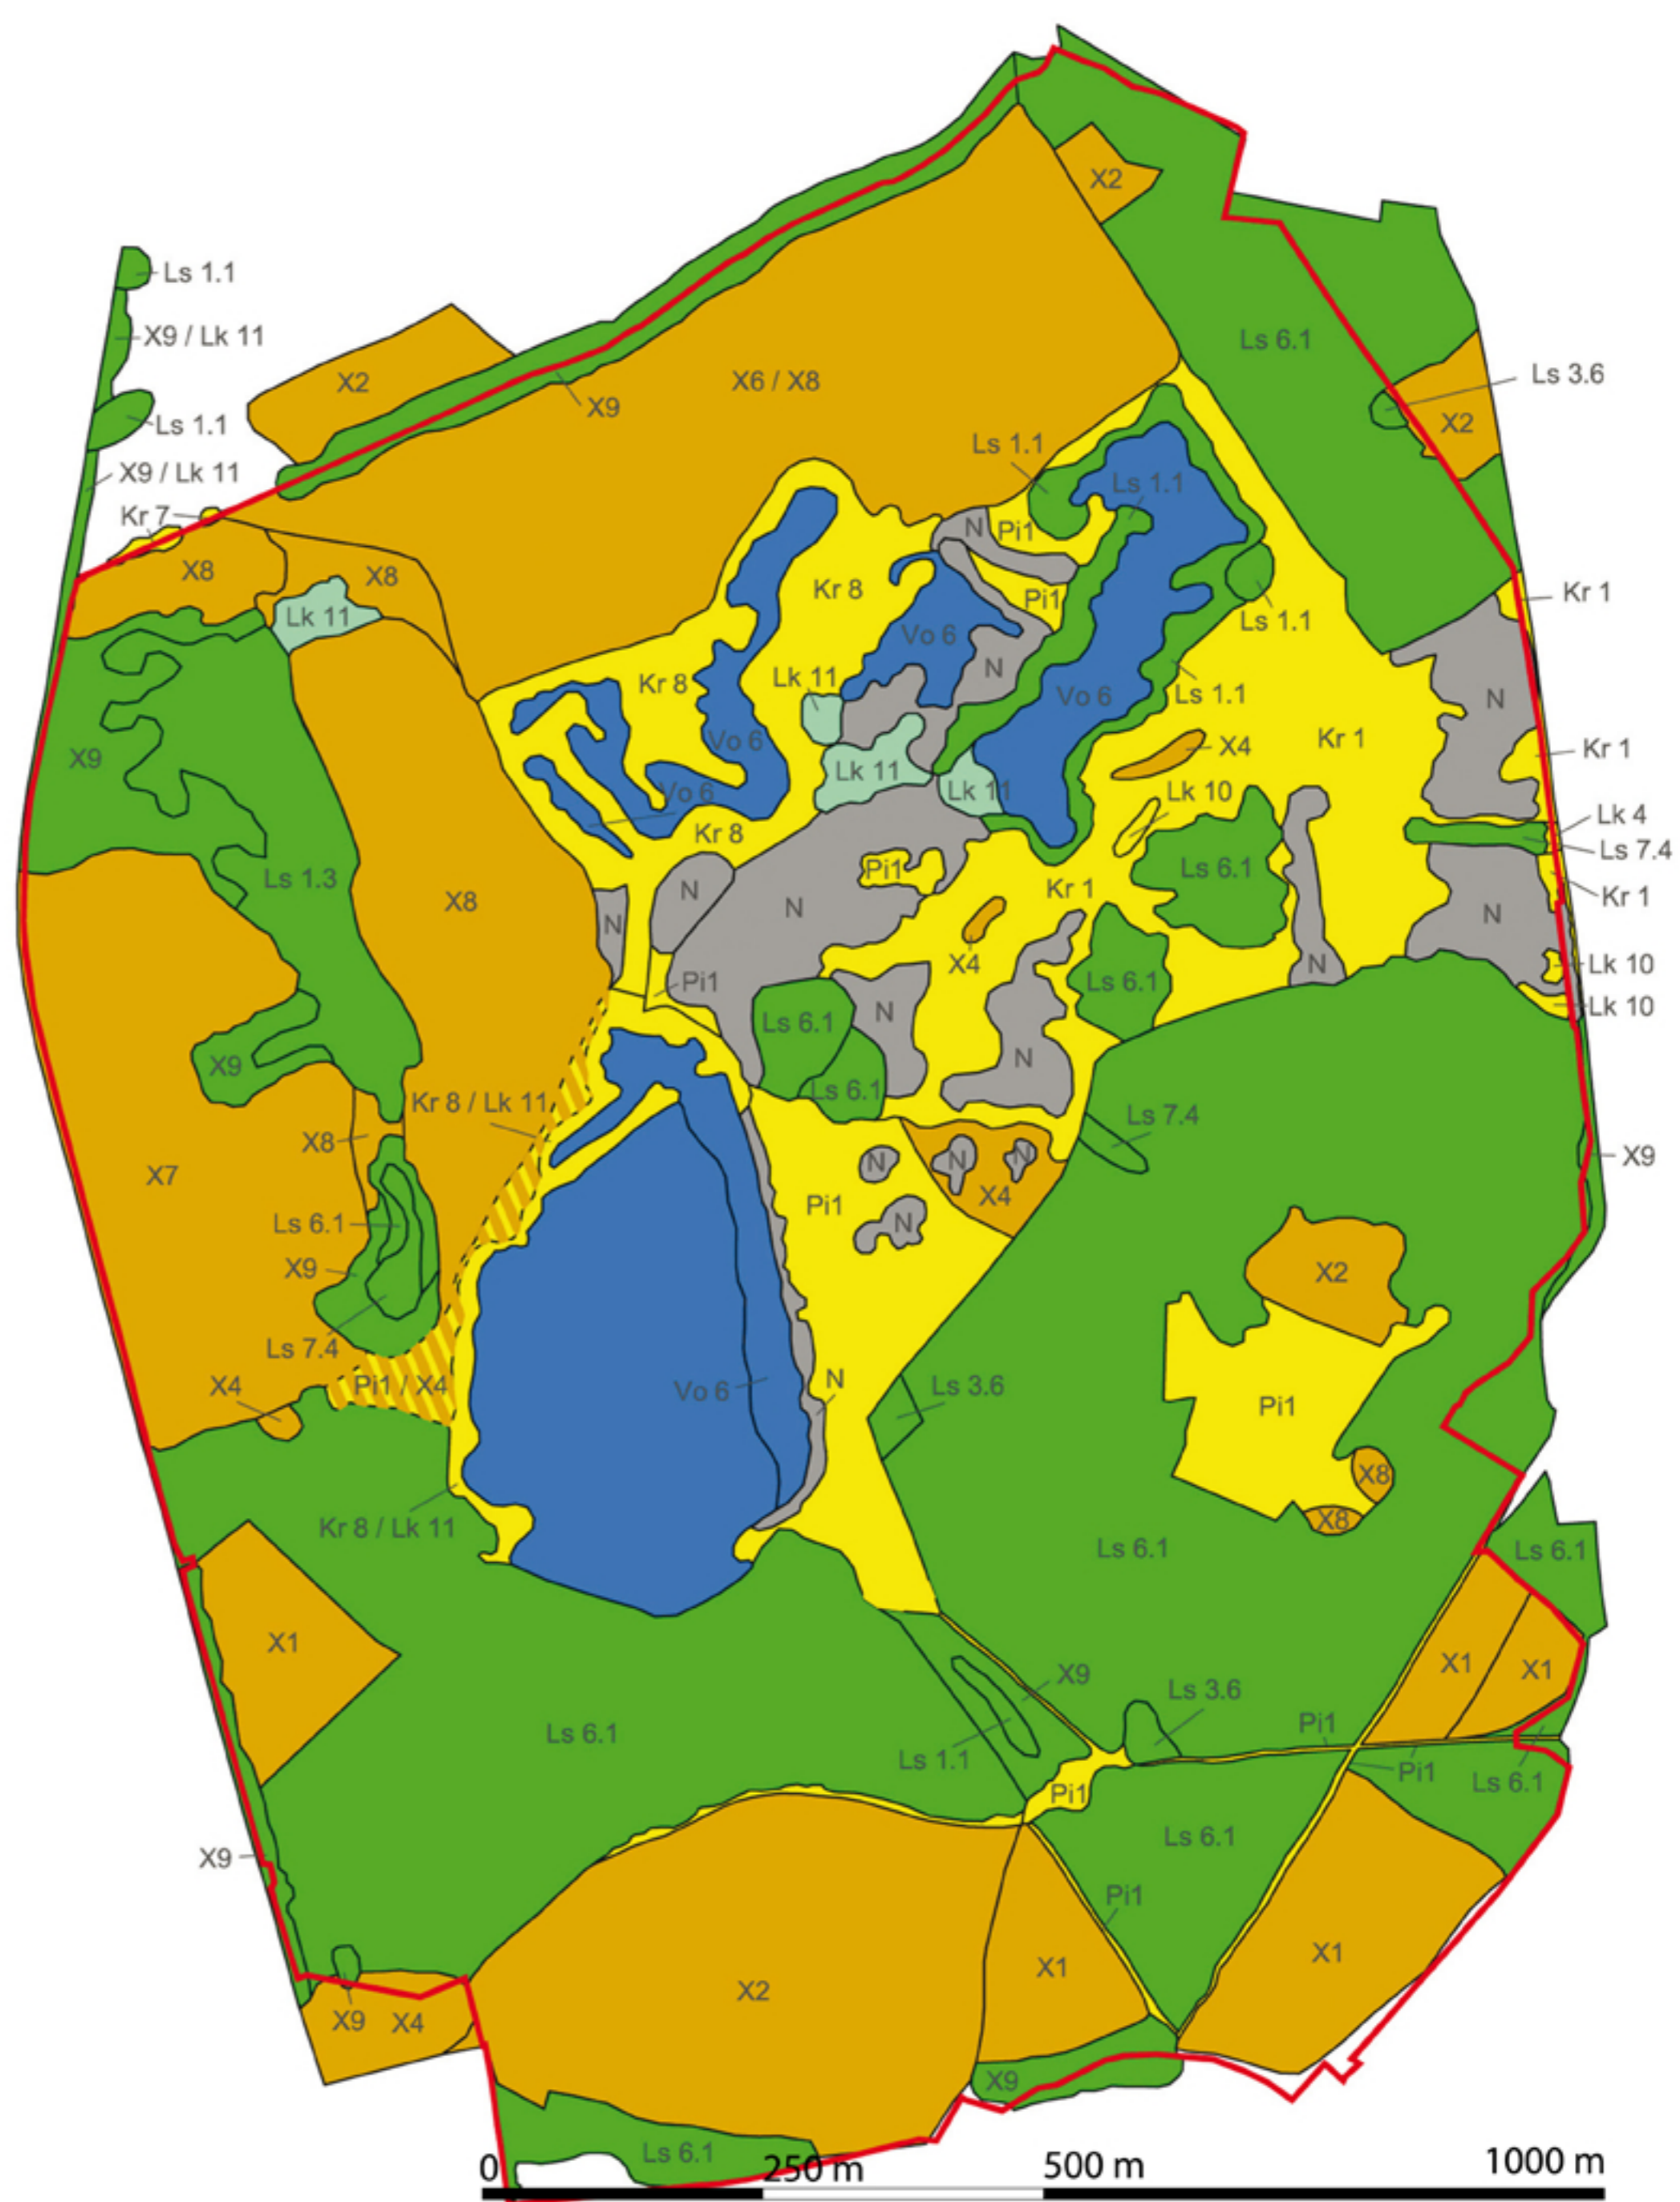 X2
Ls 1.1
X9 / Lk 11
Ls 6.1
Ls 3.6
X2
X6 / X8
X9
X2
Ls 1.1
Ls 1.1
X9 / Lk 11
Ls 1.1
Kr 7
N
Pi1
X8
X8
Kr 8
Pi1
Kr 1
Lk 11
Ls 1.1
Vo 6
N
Lk 11
Kr 8
Vo 6
Ls 1.1
N
Vo 6
X4
Kr 1
Kr 1
X9
Lk 11
Lk 11
Lk 10
Vo 6
Lk 4
Kr 8
Ls 7.4
Pi1
Ls 6.1
Ls 1.3
N
Kr 1
Kr 1
X8
N
N
N
X4
N
Lk 10
Pi1
Ls 6.1
Lk 10
N
Ls 6.1
X9
N
Ls 6.1
Kr 8 / Lk 11
Ls 7.4
X8
X9
N
N
N
X7
Pi1
X4
Ls 6.1
N
X9
X2
Ls 7.4
X4
Pi1 / X4
Vo 6
N
Ls 3.6
Pi1
X8
X8
Kr 8 / Lk 11
Ls 6.1
Ls 6.1
X1
X1
X1
X9
Ls 3.6
Ls 6.1
Pi1
Ls 1.1
Pi1
Ls 6.1
Pi1
Ls 6.1
X9
Pi1
X1
X1
X2
X9
X4
X9
Ls 6.1
0
250 m
500 m
1000 m